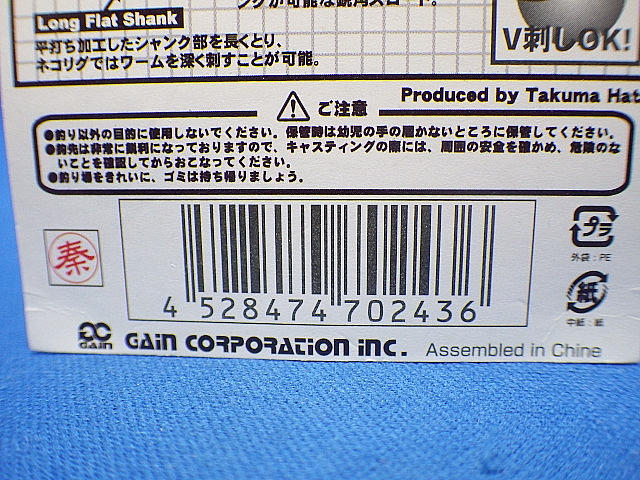 Long Flat Shank
平打ち加工したシャンク部を長くとり、
ネコリグではワームを深く刺すことが可能。
V刺しOK!
Produced by Takuma Hat
ご注意
●釣り以外の目的に使用しないでください。保管時は幼児の手の届かないところに保管してください。
●鈎先は非常に鋭利になっておりますので、キャスティングの際には、周囲の安全を確かめ、危険のな
いことを確認してからおこなってください。
●釣り場をきれいに、ゴミは持ち帰りましょう。
秦
4 528474 702436
プラ
外袋：PE
紙
中紙：紙
GAIN
GAIN CORPORATION INC.
Assembled in Chine